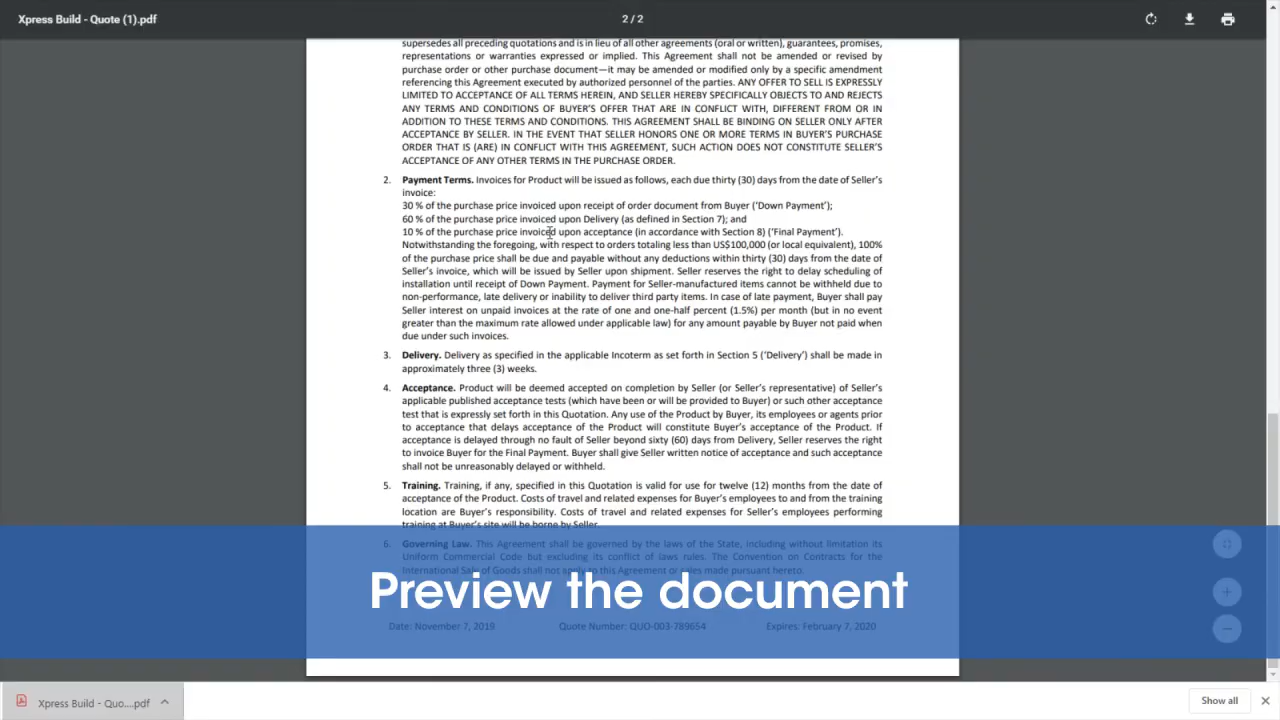 Xpress Build - Quote (1).pdf
2 / 2
supersedes all preceding quotations and is in lieu of all other agreements (oral or written), guarantees, promises,
representations or warranties expressed or implied. This Agreement shall not be amended or revised by
purchase order or other purchase document—it may be amended or modified only by a specific amendment
referencing this Agreement executed by authorized personnel of the parties. ANY OFFER TO SELL IS EXPRESSLY
LIMITED TO ACCEPTANCE OF ALL TERMS HEREIN, AND SELLER HEREBY SPECIFICALLY OBJECTS TO AND REJECTS
ANY TERMS AND CONDITIONS OF BUYER'S OFFER THAT ARE IN CONFLICT WITH, DIFFERENT FROM OR IN
ADDITION TO THESE TERMS AND CONDITIONS. THIS AGREEMENT SHALL BE BINDING ON SELLER ONLY AFTER
ACCEPTANCE BY SELLER. IN THE EVENT THAT SELLER HONORS ONE OR MORE TERMS IN BUYER'S PURCHASE
ORDER THAT IS (ARE) IN CONFLICT WITH THIS AGREEMENT, SUCH ACTION DOES NOT CONSTITUTE SELLER'S
ACCEPTANCE OF ANY OTHER TERMS IN THE PURCHASE ORDER.
2. Payment Terms. Invoices for Product will be issued as follows, each due thirty (30) days from the date of Seller's
invoice:
30 % of the purchase price invoiced upon receipt of order document from Buyer ('Down Payment');
60 % of the purchase price invoiced upon Delivery (as defined in Section 7); and
10 % of the purchase price invoiced upon acceptance (in accordance with Section 8) ('Final Payment').
Notwithstanding the foregoing, with respect to orders totaling less than US$100,000 (or local equivalent), 100%
of the purchase price shall be due and payable without any deductions within thirty (30) days from the date of
Seller's invoice, which will be issued by Seller upon shipment. Seller reserves the right to delay scheduling of
installation until receipt of Down Payment. Payment for Seller-manufactured items cannot be withheld due to
non-performance, late delivery or inability to deliver third party items. In case of late payment, Buyer shall pay
Seller interest on unpaid invoices at the rate of one and one-half percent (1.5%) per month (but in no event
greater than the maximum rate allowed under applicable law) for any amount payable by Buyer not paid when
due under such invoices.
3. Delivery. Delivery as specified in the applicable Incoterm as set forth in Section 5 ('Delivery') shall be made in
approximately three (3) weeks.
4. Acceptance. Product will be deemed accepted on completion by Seller (or Seller's representative) of Seller's
applicable published acceptance tests (which have been or will be provided to Buyer) or such other acceptance
test that is expressly set forth in this Quotation. Any use of the Product by Buyer, its employees or agents prior
to acceptance that delays acceptance of the Product will constitute Buyer's acceptance of the Product. If
acceptance is delayed through no fault of Seller beyond sixty (60) days from Delivery, Seller reserves the right
to invoice Buyer for the Final Payment. Buyer shall give Seller written notice of acceptance and such acceptance
shall not be unreasonably delayed or withheld.
5. Training. Training, if any, specified in this Quotation is valid for use for twelve (12) months from the date of
acceptance of the Product. Costs of travel and related expenses for Buyer's employees to and from the training
location are Buyer's responsibility. Costs of travel and related expenses for Seller's employees performing
training at Buyer's site will be borne by Seller.
6. Governing Law. This Agreement shall be governed by the laws of the State, including without limitation its
Uniform Commercial Code but excluding its conflict of laws rules. The Convention on Contracts for the
International Sale of Goods shall not apply to this Agreement or sales made pursuant hereto.
Preview the document
Date: November 7, 2019 Quote Number: QUO-003-789654 Expires: February 7, 2020
Xpress Build - Quo....pdf
Show all